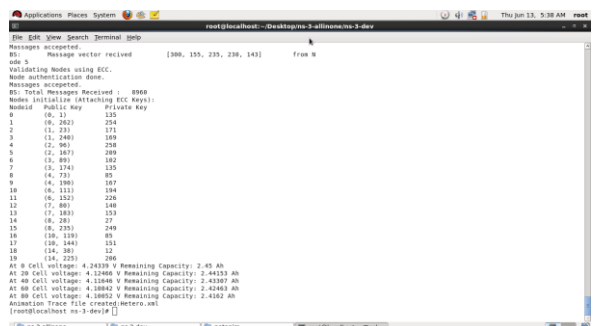 Applications Places System Thu Jun 13, 5:38 AM root
root@localhost:~/Desktop/ns-3-allinone/ns-3-dev
File Edit View Search Terminal Help
Massages accepeted.
BS: Massage vector recived [300, 155, 235, 230, 143] from N
ode 5
Validating Nodes using ECC.
Node authentication done.
Massages accepeted.
BS: Total Messages Received : 8960
Nodes initialize (Attaching ECC Keys):
Nodeid Public Key Private Key
0 (0, 1) 135
1 (0, 262) 254
2 (1, 23) 171
3 (1, 240) 169
4 (2, 96) 258
5 (2, 167) 209
6 (3, 89) 102
7 (3, 174) 135
8 (4, 73) 85
9 (4, 190) 187
10 (6, 111) 194
11 (6, 152) 226
12 (7, 80) 140
13 (7, 183) 153
14 (8, 28) 27
15 (8, 235) 249
16 (10, 119) 85
17 (10, 144) 151
18 (14, 38) 12
19 (14, 225) 206
At 0 Cell voltage: 4.24339 V Remaining Capacity: 2.45 Ah
At 20 Cell voltage: 4.12466 V Remaining Capacity: 2.44153 Ah
At 40 Cell voltage: 4.11646 V Remaining Capacity: 2.43307 Ah
At 60 Cell voltage: 4.10842 V Remaining Capacity: 2.42463 Ah
At 80 Cell voltage: 4.10052 V Remaining Capacity: 2.4162 Ah
Animation Trace file created:Hetero.xml
[root@localhost ns-3-dev]#